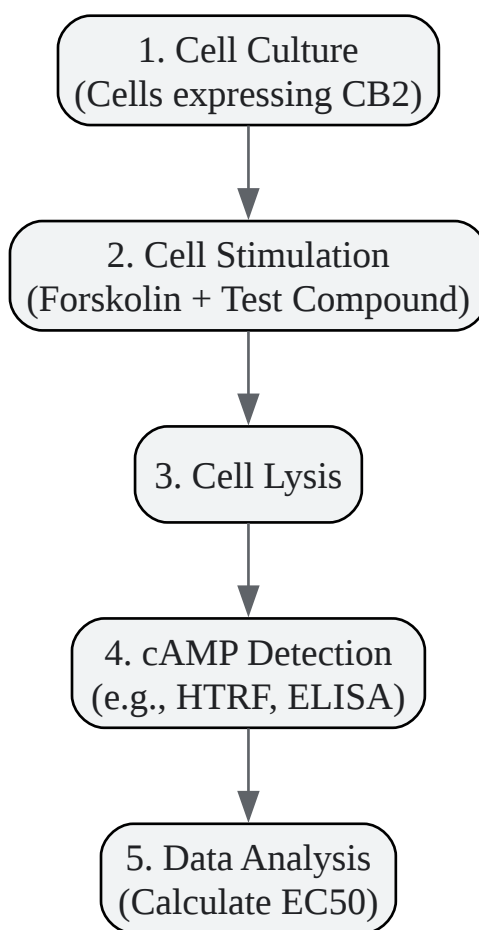 1. Cell Culture
(Cells expressing CB2)
2. Cell Stimulation
(Forskolin + Test Compound)
3. Cell Lysis
4. cAMP Detection
(e.g., HTRF, ELISA)
5. Data Analysis
(Calculate EC50)